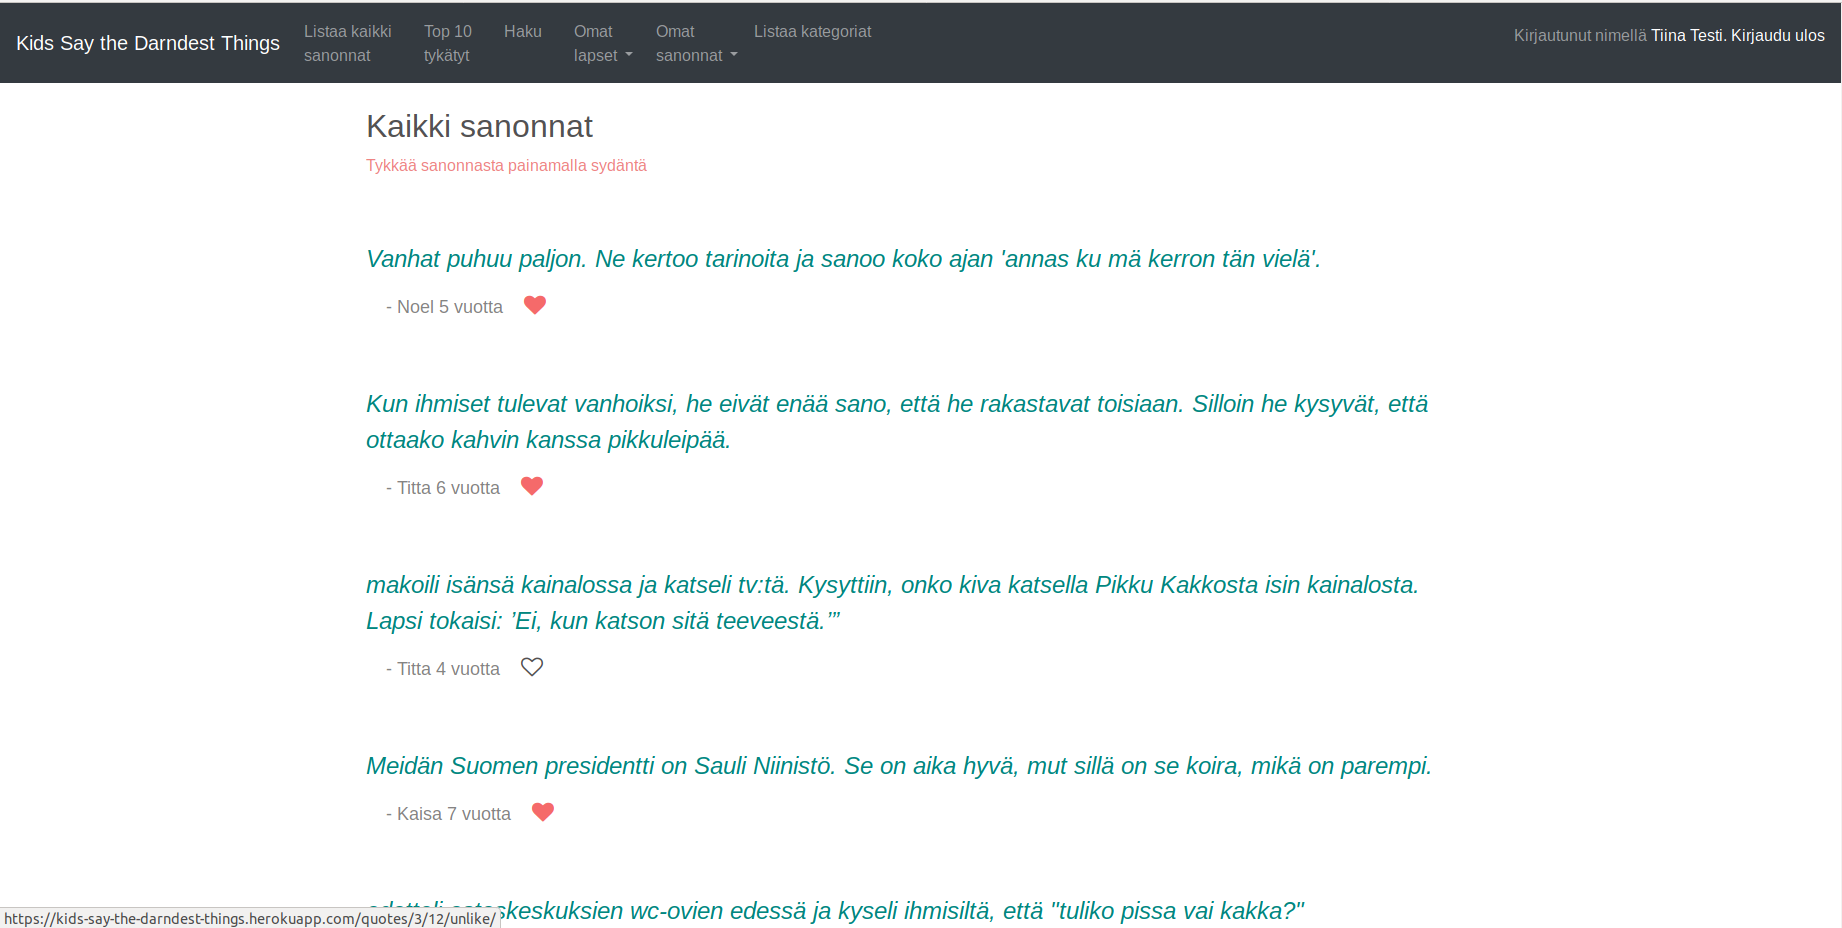 Kids Say the Darndest Things
Listaa kaikki
sanonnat
Top 10
tykätyt
Haku
Omat
lapset
Omat
sanonnat
Listaa kategoriat
Kirjautunut nimellä Tiina Testi. Kirjaudu ulos
Kaikki sanonnat
Tykkää sanonnasta painamalla sydäntä
Vanhat puhuu paljon. Ne kertoo tarinoita ja sanoo koko ajan 'annas ku mä kerron tän vielä'.
- Noel 5 vuotta
Kun ihmiset tulevat vanhoiksi, he eivät enää sano, että he rakastavat toisiaan. Silloin he kysyvät, että
ottaako kahvin kanssa pikkuleipää.
- Titta 6 vuotta
makoili isänsä kainalossa ja katseli tv:tä. Kysyttiin, onko kiva katsella Pikku Kakkosta isin kainalosta.
Lapsi tokaisi: ’Ei, kun katson sitä teeveestä.’”
- Titta 4 vuotta
Meidän Suomen presidentti on Sauli Niinistö. Se on aika hyvä, mut sillä on se koira, mikä on parempi.
- Kaisa 7 vuotta
wc-ovien edessä ja kyseli ihmisiltä, että "tuliko pissa vai kakka?"
https://kids-say-the-darndest-things.herokuapp.com/quotes/3/12/unlike/